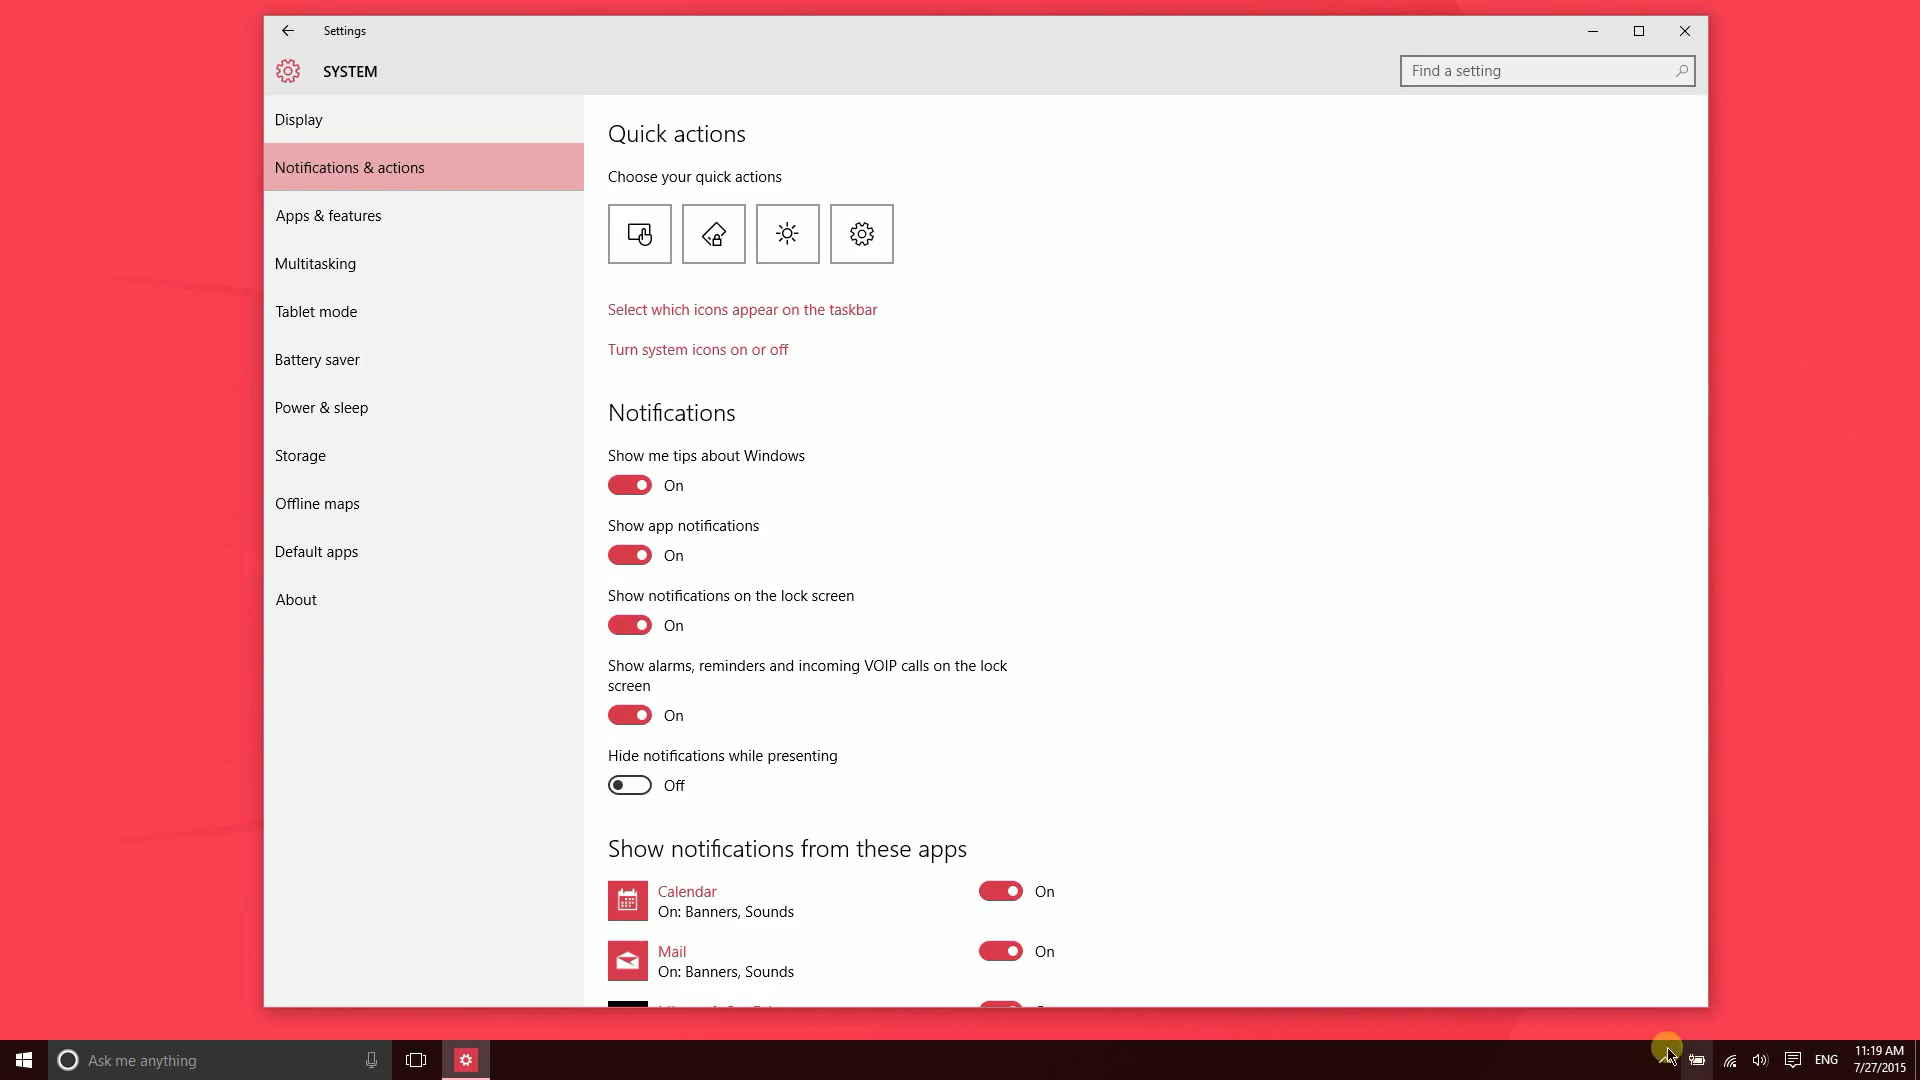 Settings
SYSTEM
Find a setting
Display
Notifications & actions
Apps & features
Multitasking
Tablet mode
Battery saver
Power & sleep
Storage
Offline maps
Default apps
About
Quick actions
Choose your quick actions
Select which icons appear on the taskbar
Turn system icons on or off
Notifications
Show me tips about Windows
On
Show app notifications
On
Show notifications on the lock screen
On
Show alarms, reminders and incoming VOIP calls on the lock
screen
On
Hide notifications while presenting
Off
Show notifications from these apps
Calendar
On
On: Banners, Sounds
Mail
On
On: Banners, Sounds
Ask me anything
ENG
11:19 AM
7/27/2015